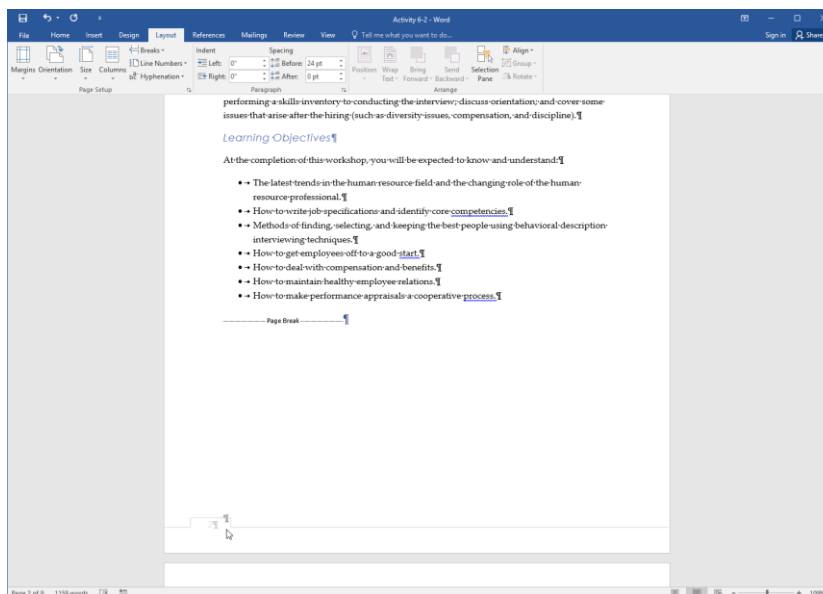 Activity 6-2 - Word
File Home Insert Design Layout References Mailings Review View Tell me what you want to do... Sign in Share
Breaks Indent Spacing Align
Line Numbers Left: 0" Before: 24 pt Group
Margins Orientation Size Columns Hyphenation Right: 0" After: 0 pt Position Wrap Text Bring Forward Send Backward Selection Pane Rotate
Page Setup Paragraph Arrange
performing a skills inventory to conducting the interview; discuss orientation; and cover some
issues that arise after the hiring (such as diversity issues, compensation, and discipline).¶
Learning Objectives¶
At the completion of this workshop, you will be expected to know and understand:¶
• → The latest trends in the human resource field and the changing role of the human
resource professional.¶
• → How to write job specifications and identify core competencies.¶
• → Methods of finding, selecting, and keeping the best people using behavioral description
interviewing techniques.¶
• → How to get employees off to a good start.¶
• → How to deal with compensation and benefits.¶
• → How to maintain healthy employee relations.¶
• → How to make performance appraisals a cooperative process.¶
Page Break ¶
2¶ ¶
Page 2 of 9 1159 words 100%